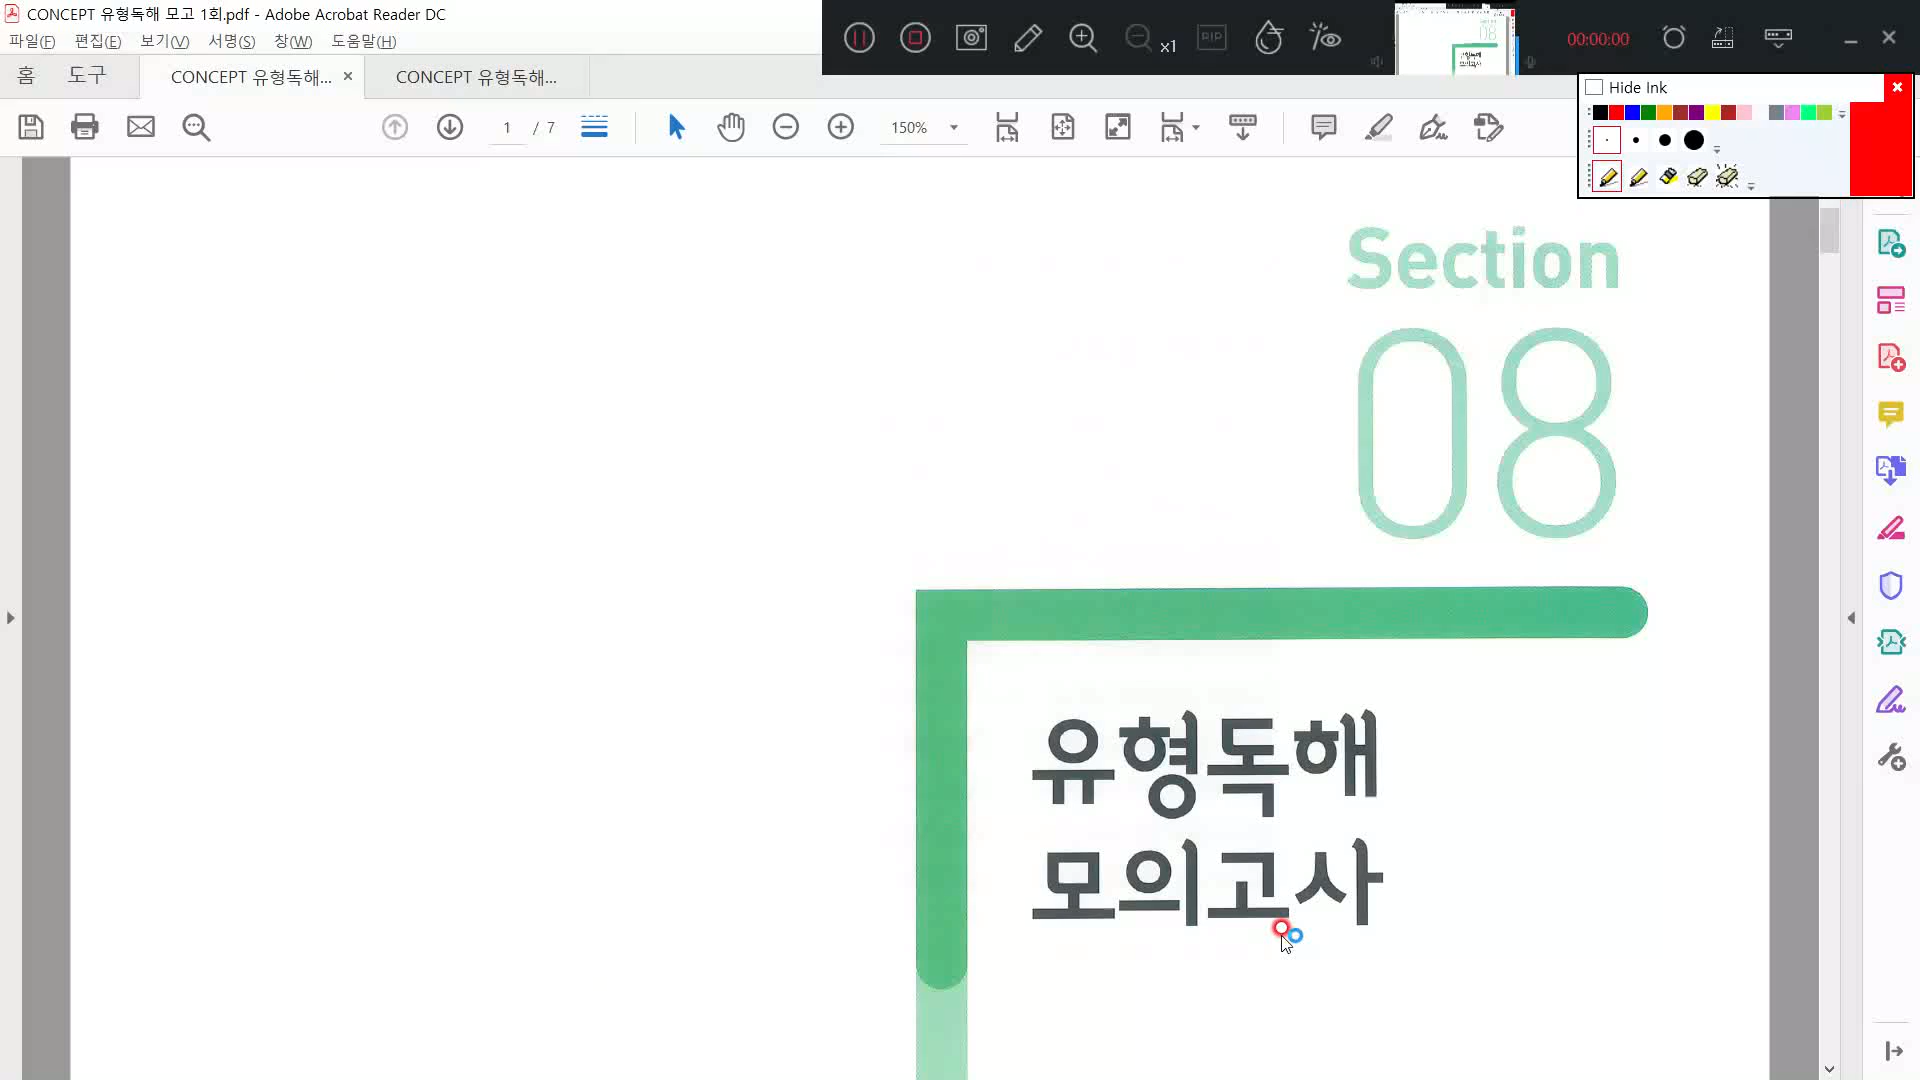 CONCEPT 유형독해 모고 1회.pdf - Adobe Acrobat Reader DC
파일(F) 편집(E) 보기(V) 서명(S) 창(W) 도움말(H)
x1
PIP
00:00:00
홈 도구 CONCEPT 유형독해... × CONCEPT 유형독해...
Hide Ink
1 / 7 150%
Section
08
유형독해
모의고사